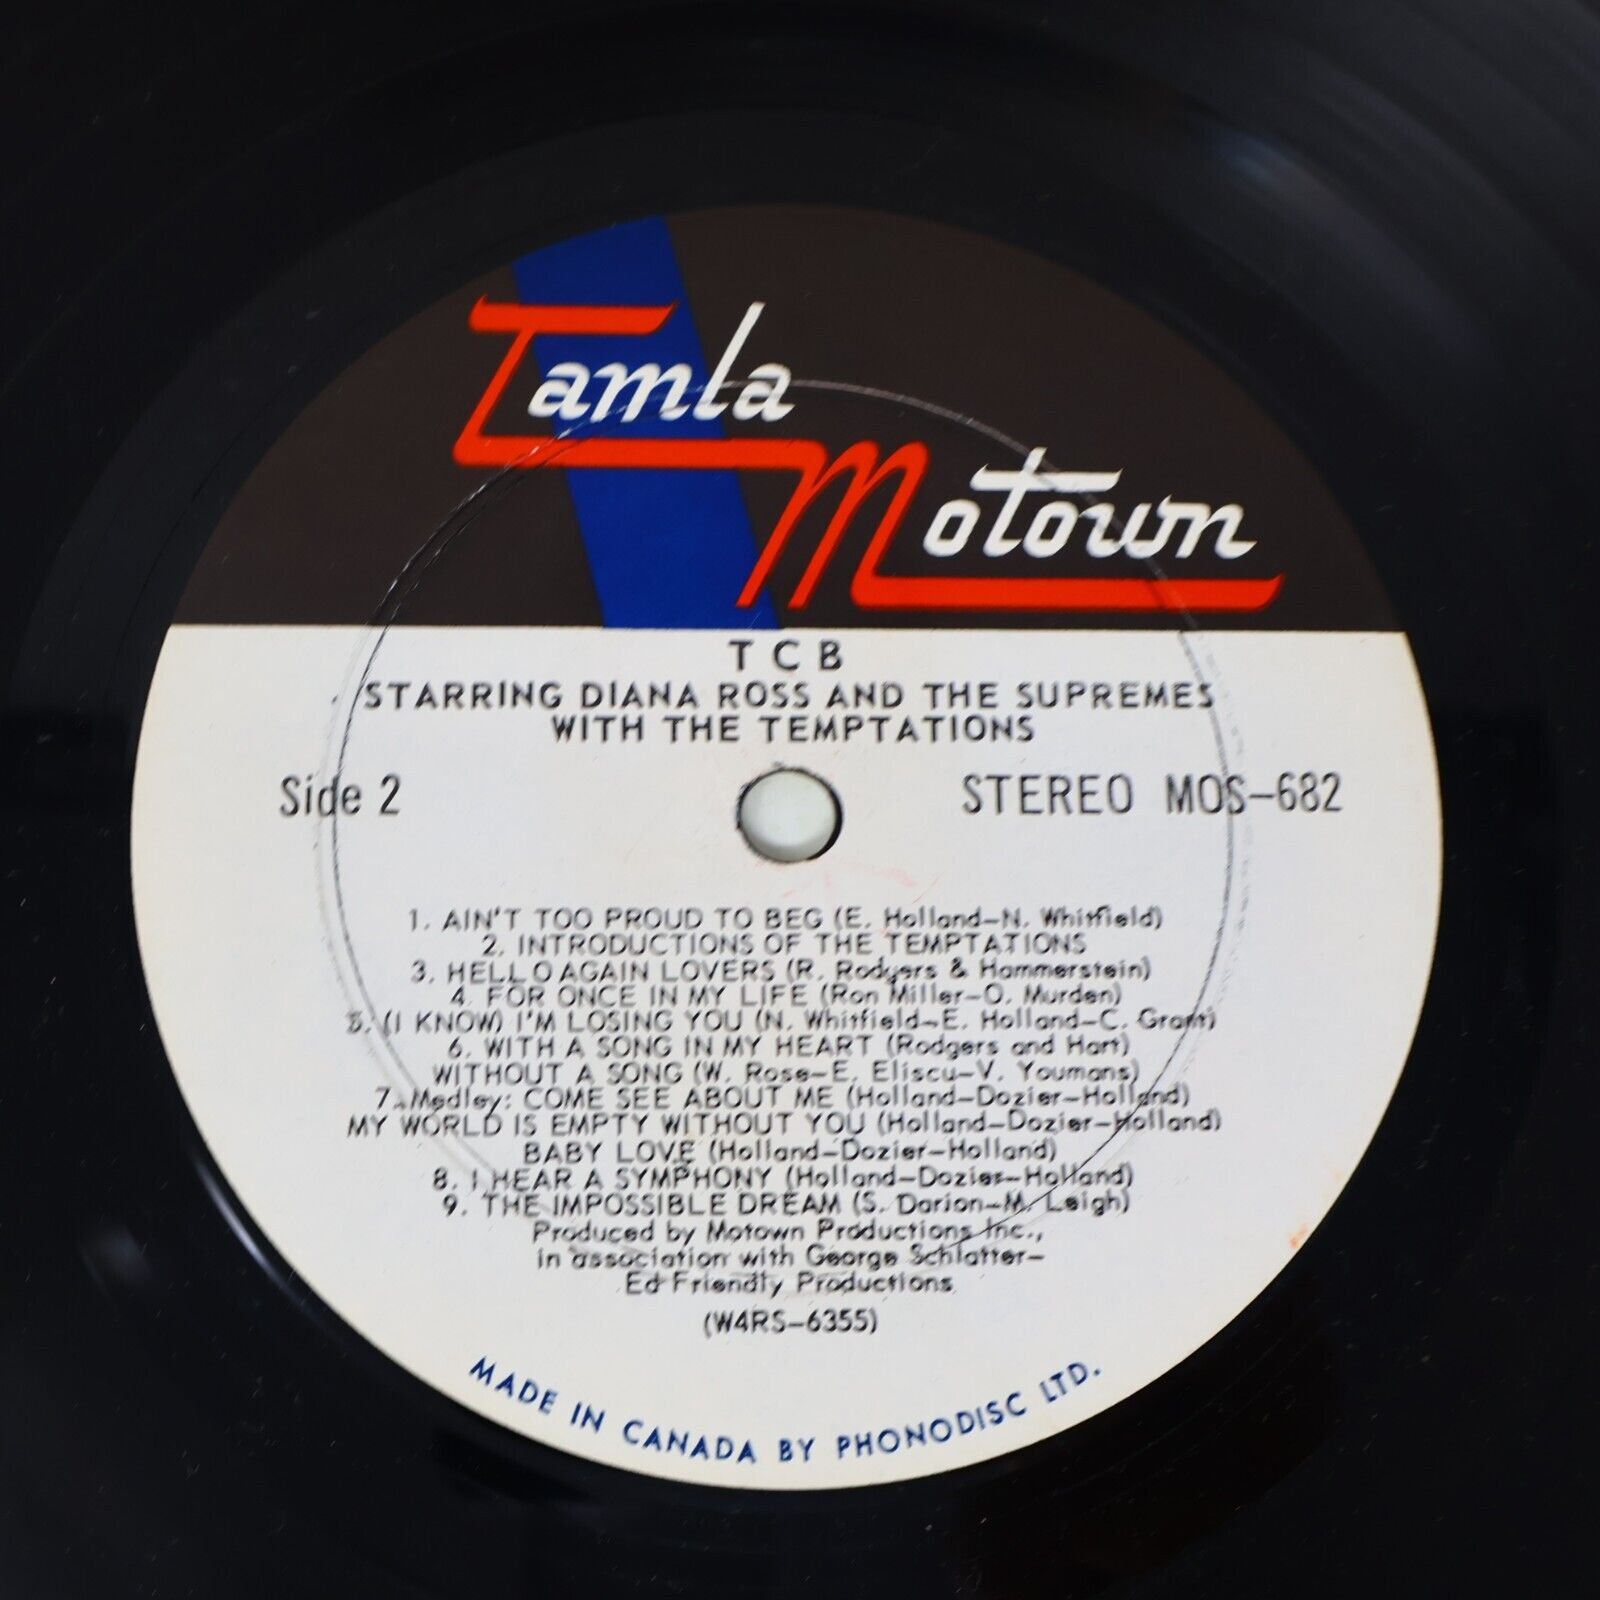 Tamla
Motown
T C B
STARRING DIANA ROSS AND THE SUPREMES
WITH THE TEMPTATIONS
Side 2
STEREO MOS-682
1. AIN'T TOO PROUD TO BEG (E. Holland-N. Whitfield)
2. INTRODUCTIONS OF THE TEMPTATIONS
3. HELLO AGAIN LOVERS (R. Rodgers & Hammerstein)
4. FOR ONCE IN MY LIFE (Ron Miller-O. Murden)
5. (I KNOW) I'M LOSING YOU (N. Whitfield-E. Holland-C. Grant)
6. WITH A SONG IN MY HEART (Rodgers and Hart)
WITHOUT A SONG (W. Rose-E. Eliscu-V. Youmans)
7. Medley: COME SEE ABOUT ME (Holland-Dozier-Holland)
MY WORLD IS EMPTY WITHOUT YOU (Holland-Dozier-Holland)
BABY LOVE (Holland-Dozier-Holland)
8. I HEAR A SYMPHONY (Holland-Dozier-Holland)
9. THE IMPOSSIBLE DREAM (S. Darion-M. Leigh)
Produced by Motown Productions Inc.,
in association with George Schlatter-
Ed Friendly Productions
(W4RS-6355)
MADE IN CANADA BY PHONODISC LTD.